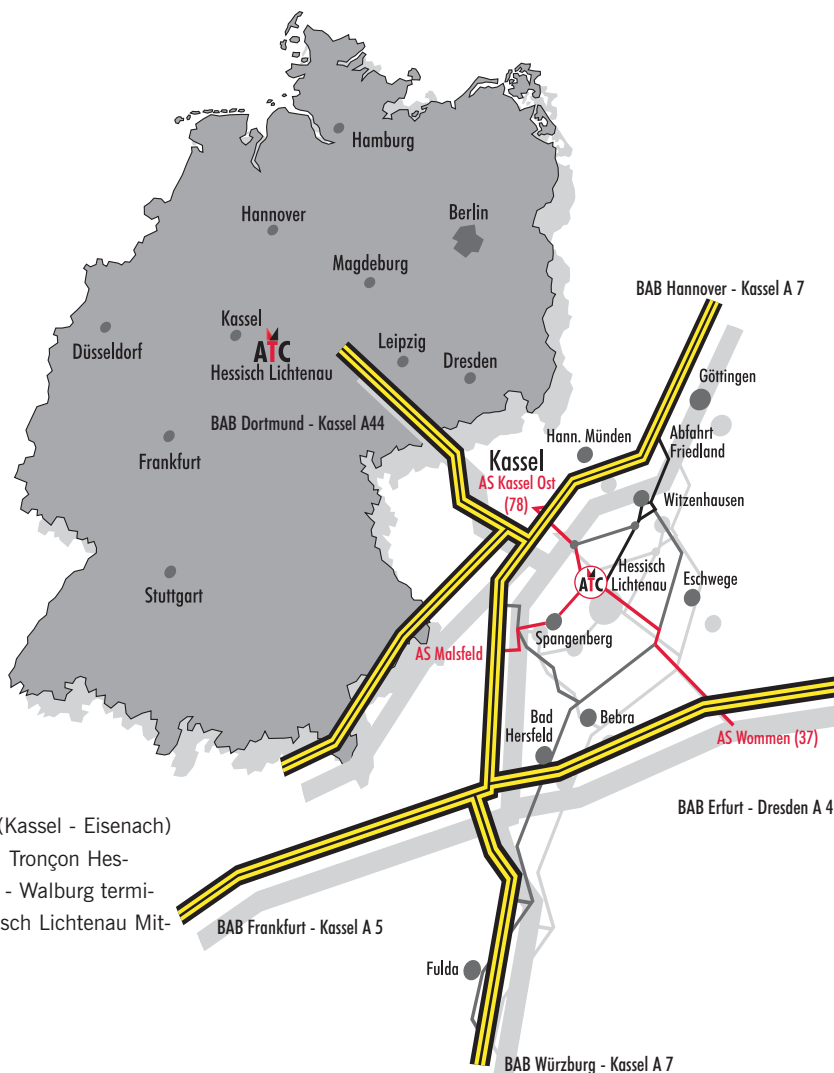 Hamburg
Hannover
Berlin
Magdeburg
BAB Hannover - Kassel A 7
Kassel
Düsseldorf
ATC
Hessisch Lichtenau
Leipzig
Dresden
Göttingen
BAB Dortmund - Kassel A44
Hann. Münden
Abfahrt
Friedland
Frankfurt
Kassel
AS Kassel Ost
(78)
Witzenhausen
Stuttgart
ATC
Hessisch
Lichtenau
Eschwege
Spangenberg
AS Malsfeld
Bad
Hersfeld
Bebra
AS Wommen (37)
BAB Erfurt - Dresden A 4
(Kassel - Eisenach)
Tronçon Hes-
- Walburg termi-
sch Lichtenau Mit-
BAB Frankfurt - Kassel A 5
Fulda
BAB Würzburg - Kassel A 7